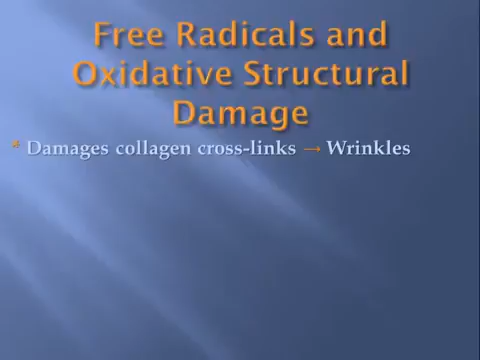 Free Radicals and
Oxidative Structural
Damage
* Damages collagen cross-links → Wrinkles